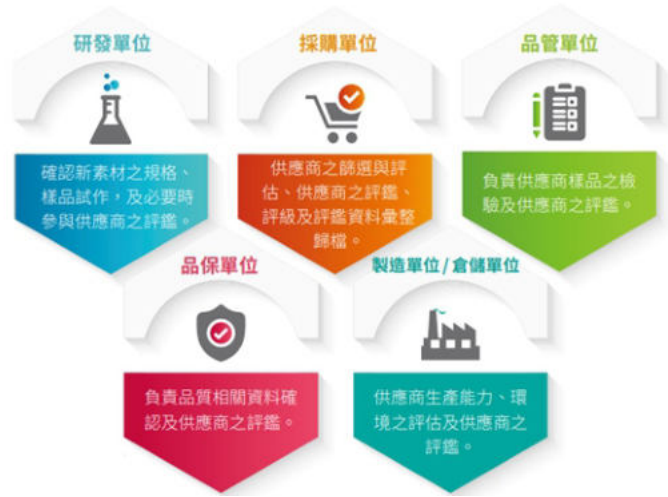 研發單位
確認新素材之規格、
樣品試作，及必要時
參與供應商之評鑑。
採購單位
供應商之篩選與評
估、供應商之評鑑、
評級及評鑑資料彙整
歸檔。
品管單位
負責供應商樣品之檢
驗及供應商之評鑑。
品保單位
負責品質相關資料確
認及供應商之評鑑。
製造單位/倉儲單位
供應商生產能力、環
境之評估及供應商之
評鑑。